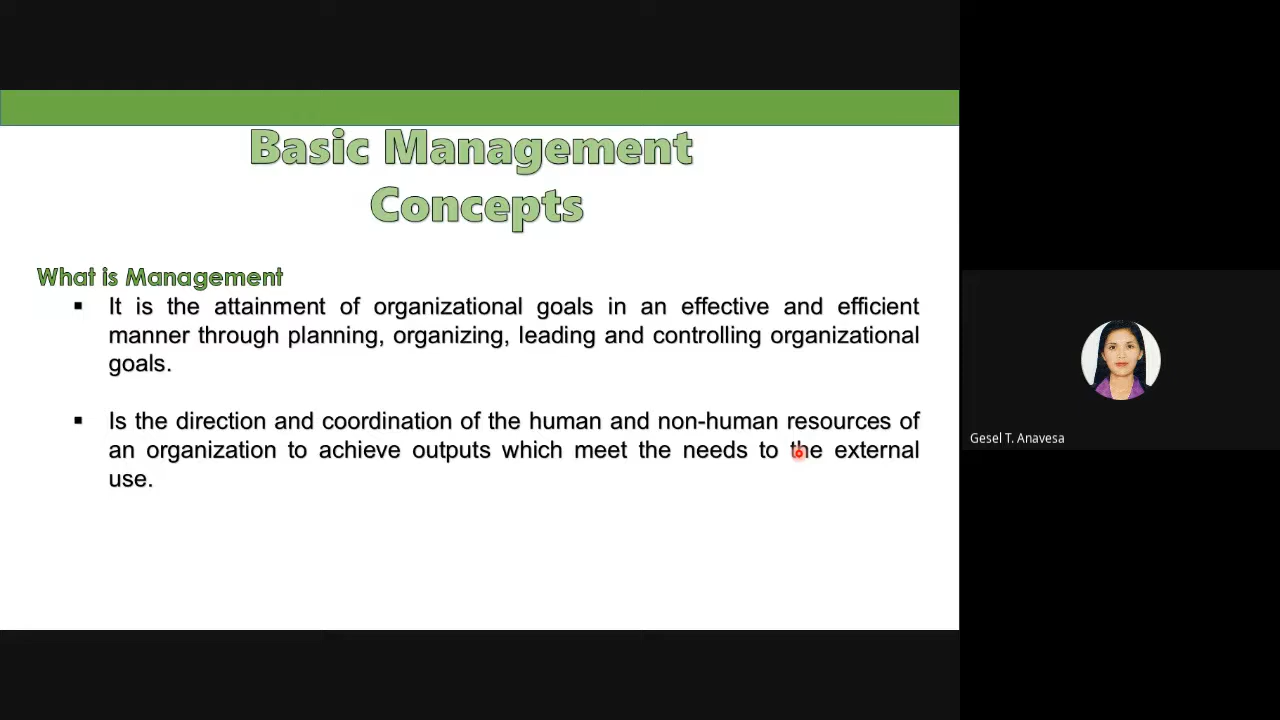 Basic Management
Concepts
What is Management
▪ It is the attainment of organizational goals in an effective and efficient
manner through planning, organizing, leading and controlling organizational
goals.
▪ Is the direction and coordination of the human and non-human resources of
an organization to achieve outputs which meet the needs to the external
use.
Gesel T. Anavesa